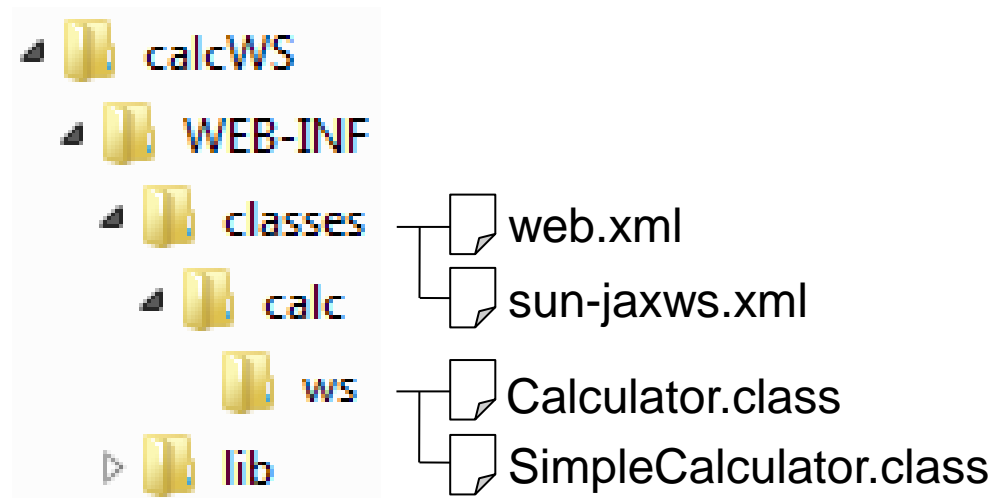 calcWS
WEB-INF
classes web.xml
calc sun-jaxws.xml
ws Calculator.class
lib SimpleCalculator.class